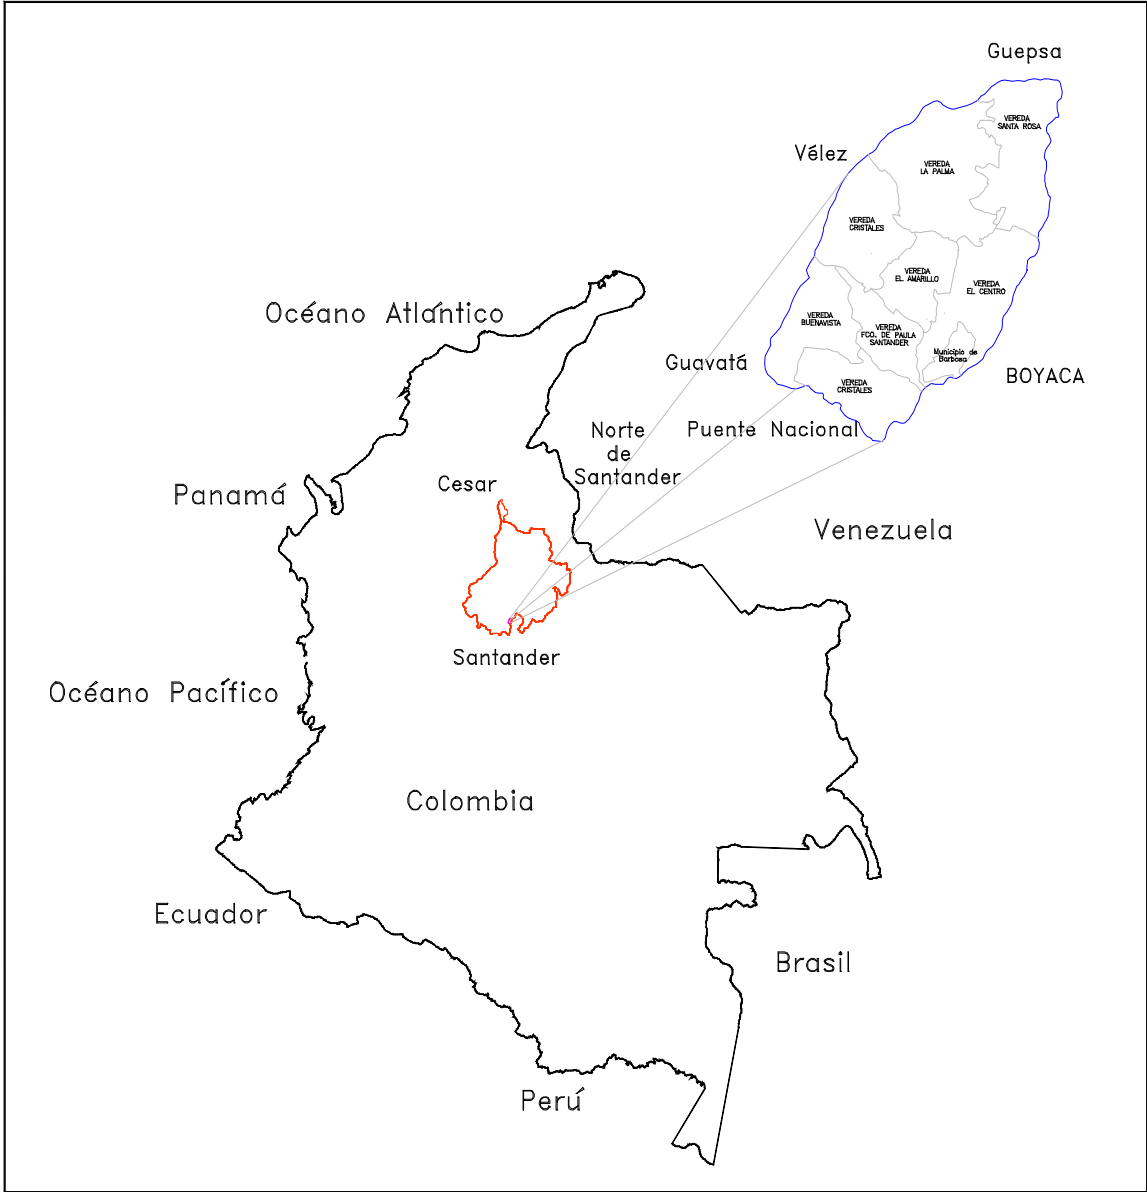 Guepsa
VEREDA
SANTA ROSA
Vélez
VEREDA
LA PALMA
VEREDA
CRISTALES
VEREDA
EL AMARILLO
VEREDA
EL CENTRO
Océano Atlántico
VEREDA
BUENAVISTA
VEREDA
FCO. DE PAULA
SANTANDER
Municipio de
Barbosa
Guavatá
VEREDA
CRISTALES
BOYACA
Norte
de
Santander
Puente Nacional
Cesar
Panamá
Venezuela
Santander
Océano Pacífico
Colombia
Ecuador
Brasil
Perú